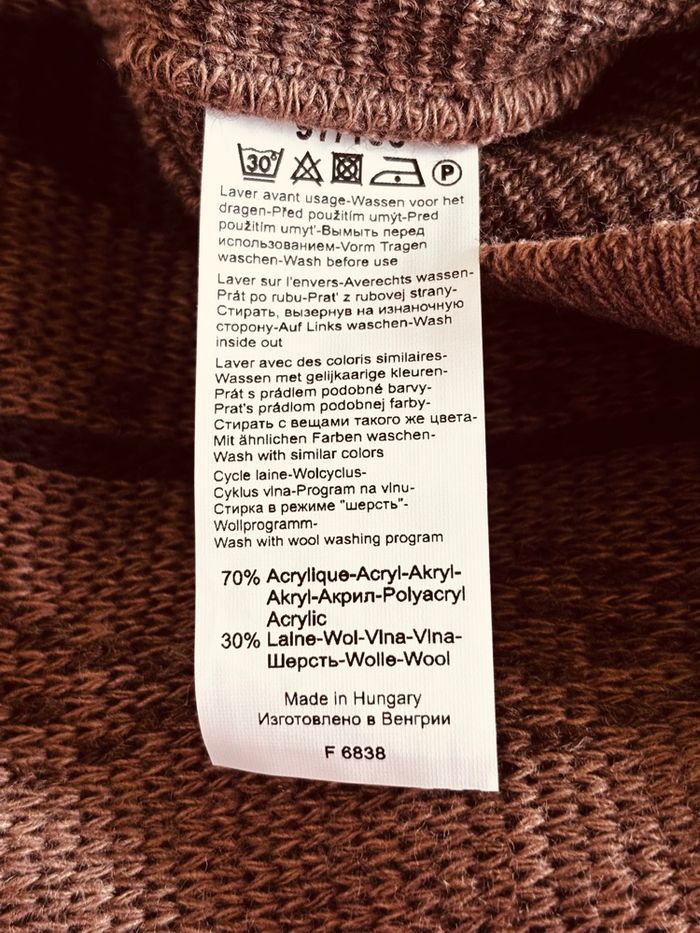 30°
P
Laver avant usage-Wassen voor het
dragen-Před použitím umýt-Pred
použitím umyt'-Вымыть перед
использованием-Vorm Tragen
waschen-Wash before use
Laver sur l'envers-Averechts wassen-
Prát po rubu-Prat' z rubovej strany-
Стирать, вызернув на изнаночную
сторону-Auf Links waschen-Wash
inside out
Laver avec des coloris similaires-
Wassen met gelijkaarige kleuren-
Prát s prádlem podobné barvy-
Prat's prádlom podobnej farby-
Стирать с вещами такого же цвета-
Mit ähnlichen Farben waschen-
Wash with similar colors
Cycle laine-Wolcyclus-
Cyklus vlna-Program na vlnu-
Стирка в режиме "шерсть"-
Wollprogramm-
Wash with wool washing program
70% Acrylique-Acryl-Akryl-
Akryl-Акрил-Polyacryl
Acrylic
30% Laine-Wol-Vlna-Vlna-
Шерсть-Wolle-Wool
Made in Hungary
Изготовлено в Венгрии
F 6838